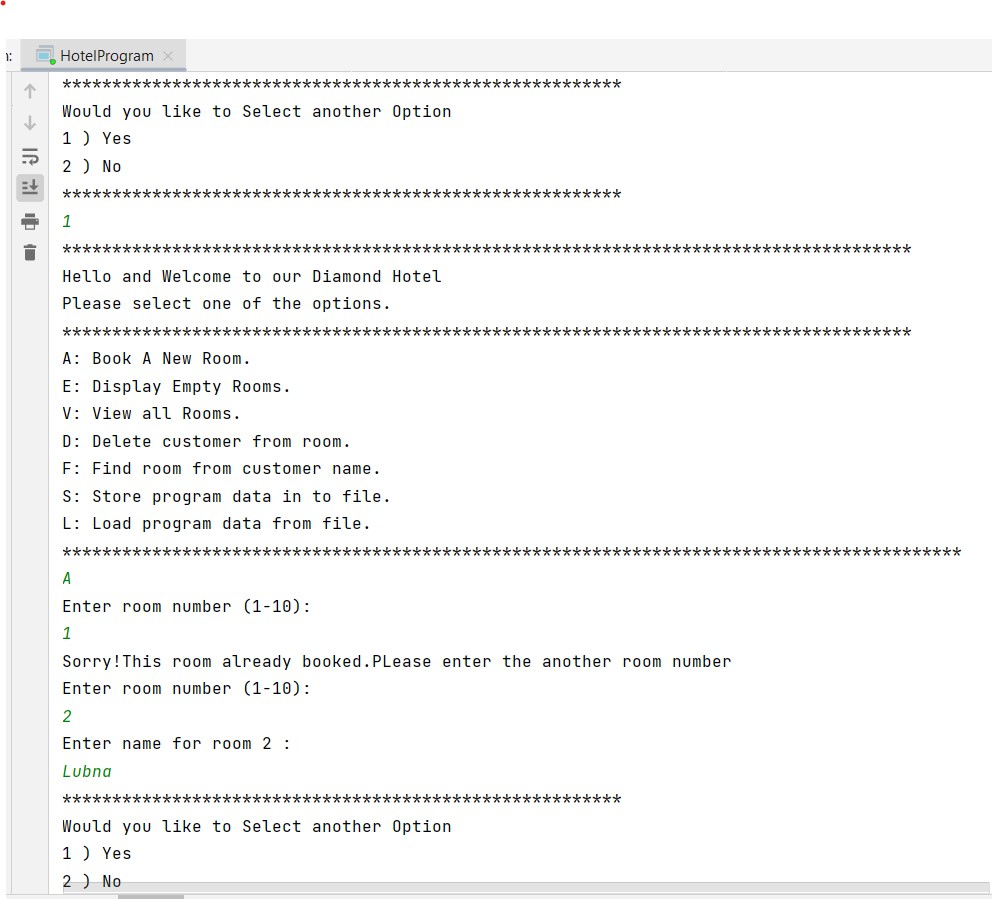 n:
HotelProgram
********************************************************
Would you like to Select another Option
1 ) Yes
2 ) No
********************************************************
1
*************************************************************************************
Hello and Welcome to our Diamond Hotel
Please select one of the options.
*************************************************************************************
A: Book A New Room.
E: Display Empty Rooms.
V: View all Rooms.
D: Delete customer from room.
F: Find room from customer name.
S: Store program data in to file.
L: Load program data from file.
******************************************************************************************
A
Enter room number (1-10):
1
Sorry!This room already booked.PLease enter the another room number
Enter room number (1-10):
2
Enter name for room 2 :
Lubna
********************************************************
Would you like to Select another Option
1 ) Yes
2 ) No